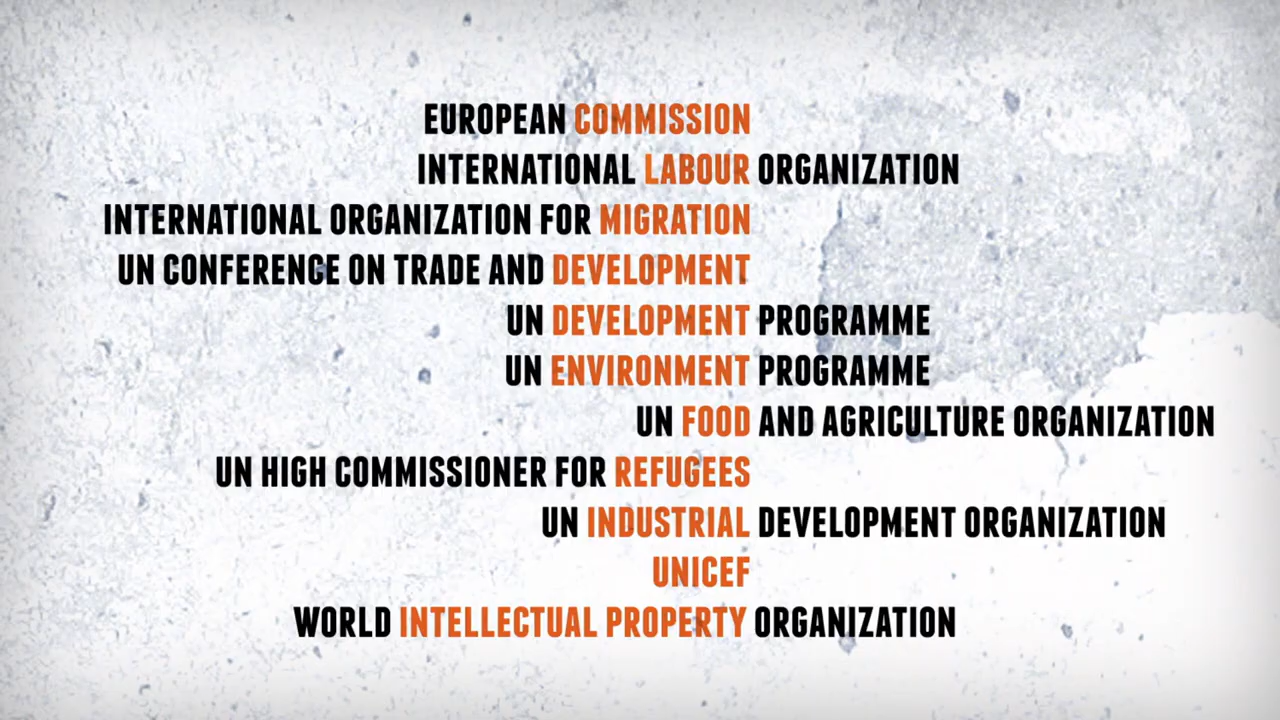 EUROPEAN COMMISSION
INTERNATIONAL LABOUR ORGANIZATION
INTERNATIONAL ORGANIZATION FOR MIGRATION
UN CONFERENCE ON TRADE AND DEVELOPMENT
UN DEVELOPMENT PROGRAMME
UN ENVIRONMENT PROGRAMME
UN FOOD AND AGRICULTURE ORGANIZATION
UN HIGH COMMISSIONER FOR REFUGEES
UN INDUSTRIAL DEVELOPMENT ORGANIZATION
UNICEF
WORLD INTELLECTUAL PROPERTY ORGANIZATION